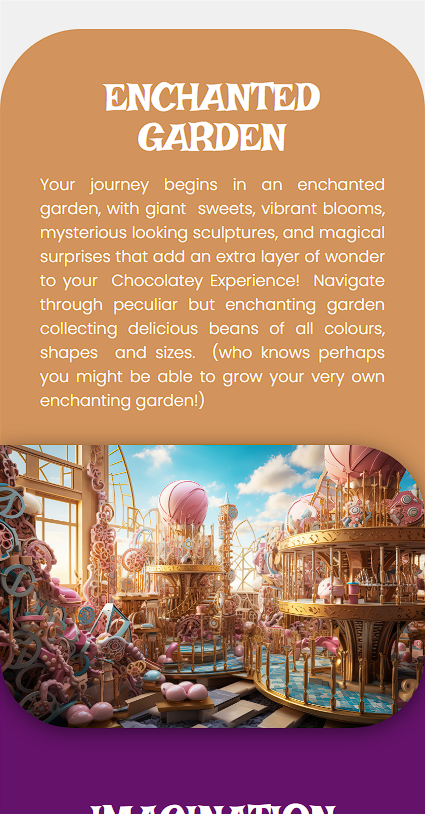 ENCHANTED
GARDEN
Your journey begins in an enchanted
garden, with giant sweets, vibrant blooms,
mysterious looking sculptures, and magical
surprises that add an extra layer of wonder
to your Chocolatey Experience! Navigate
through peculiar but enchanting garden
collecting delicious beans of all colours,
shapes and sizes. (who knows perhaps
you might be able to grow your very own
enchanting garden!)
IMAGINATION